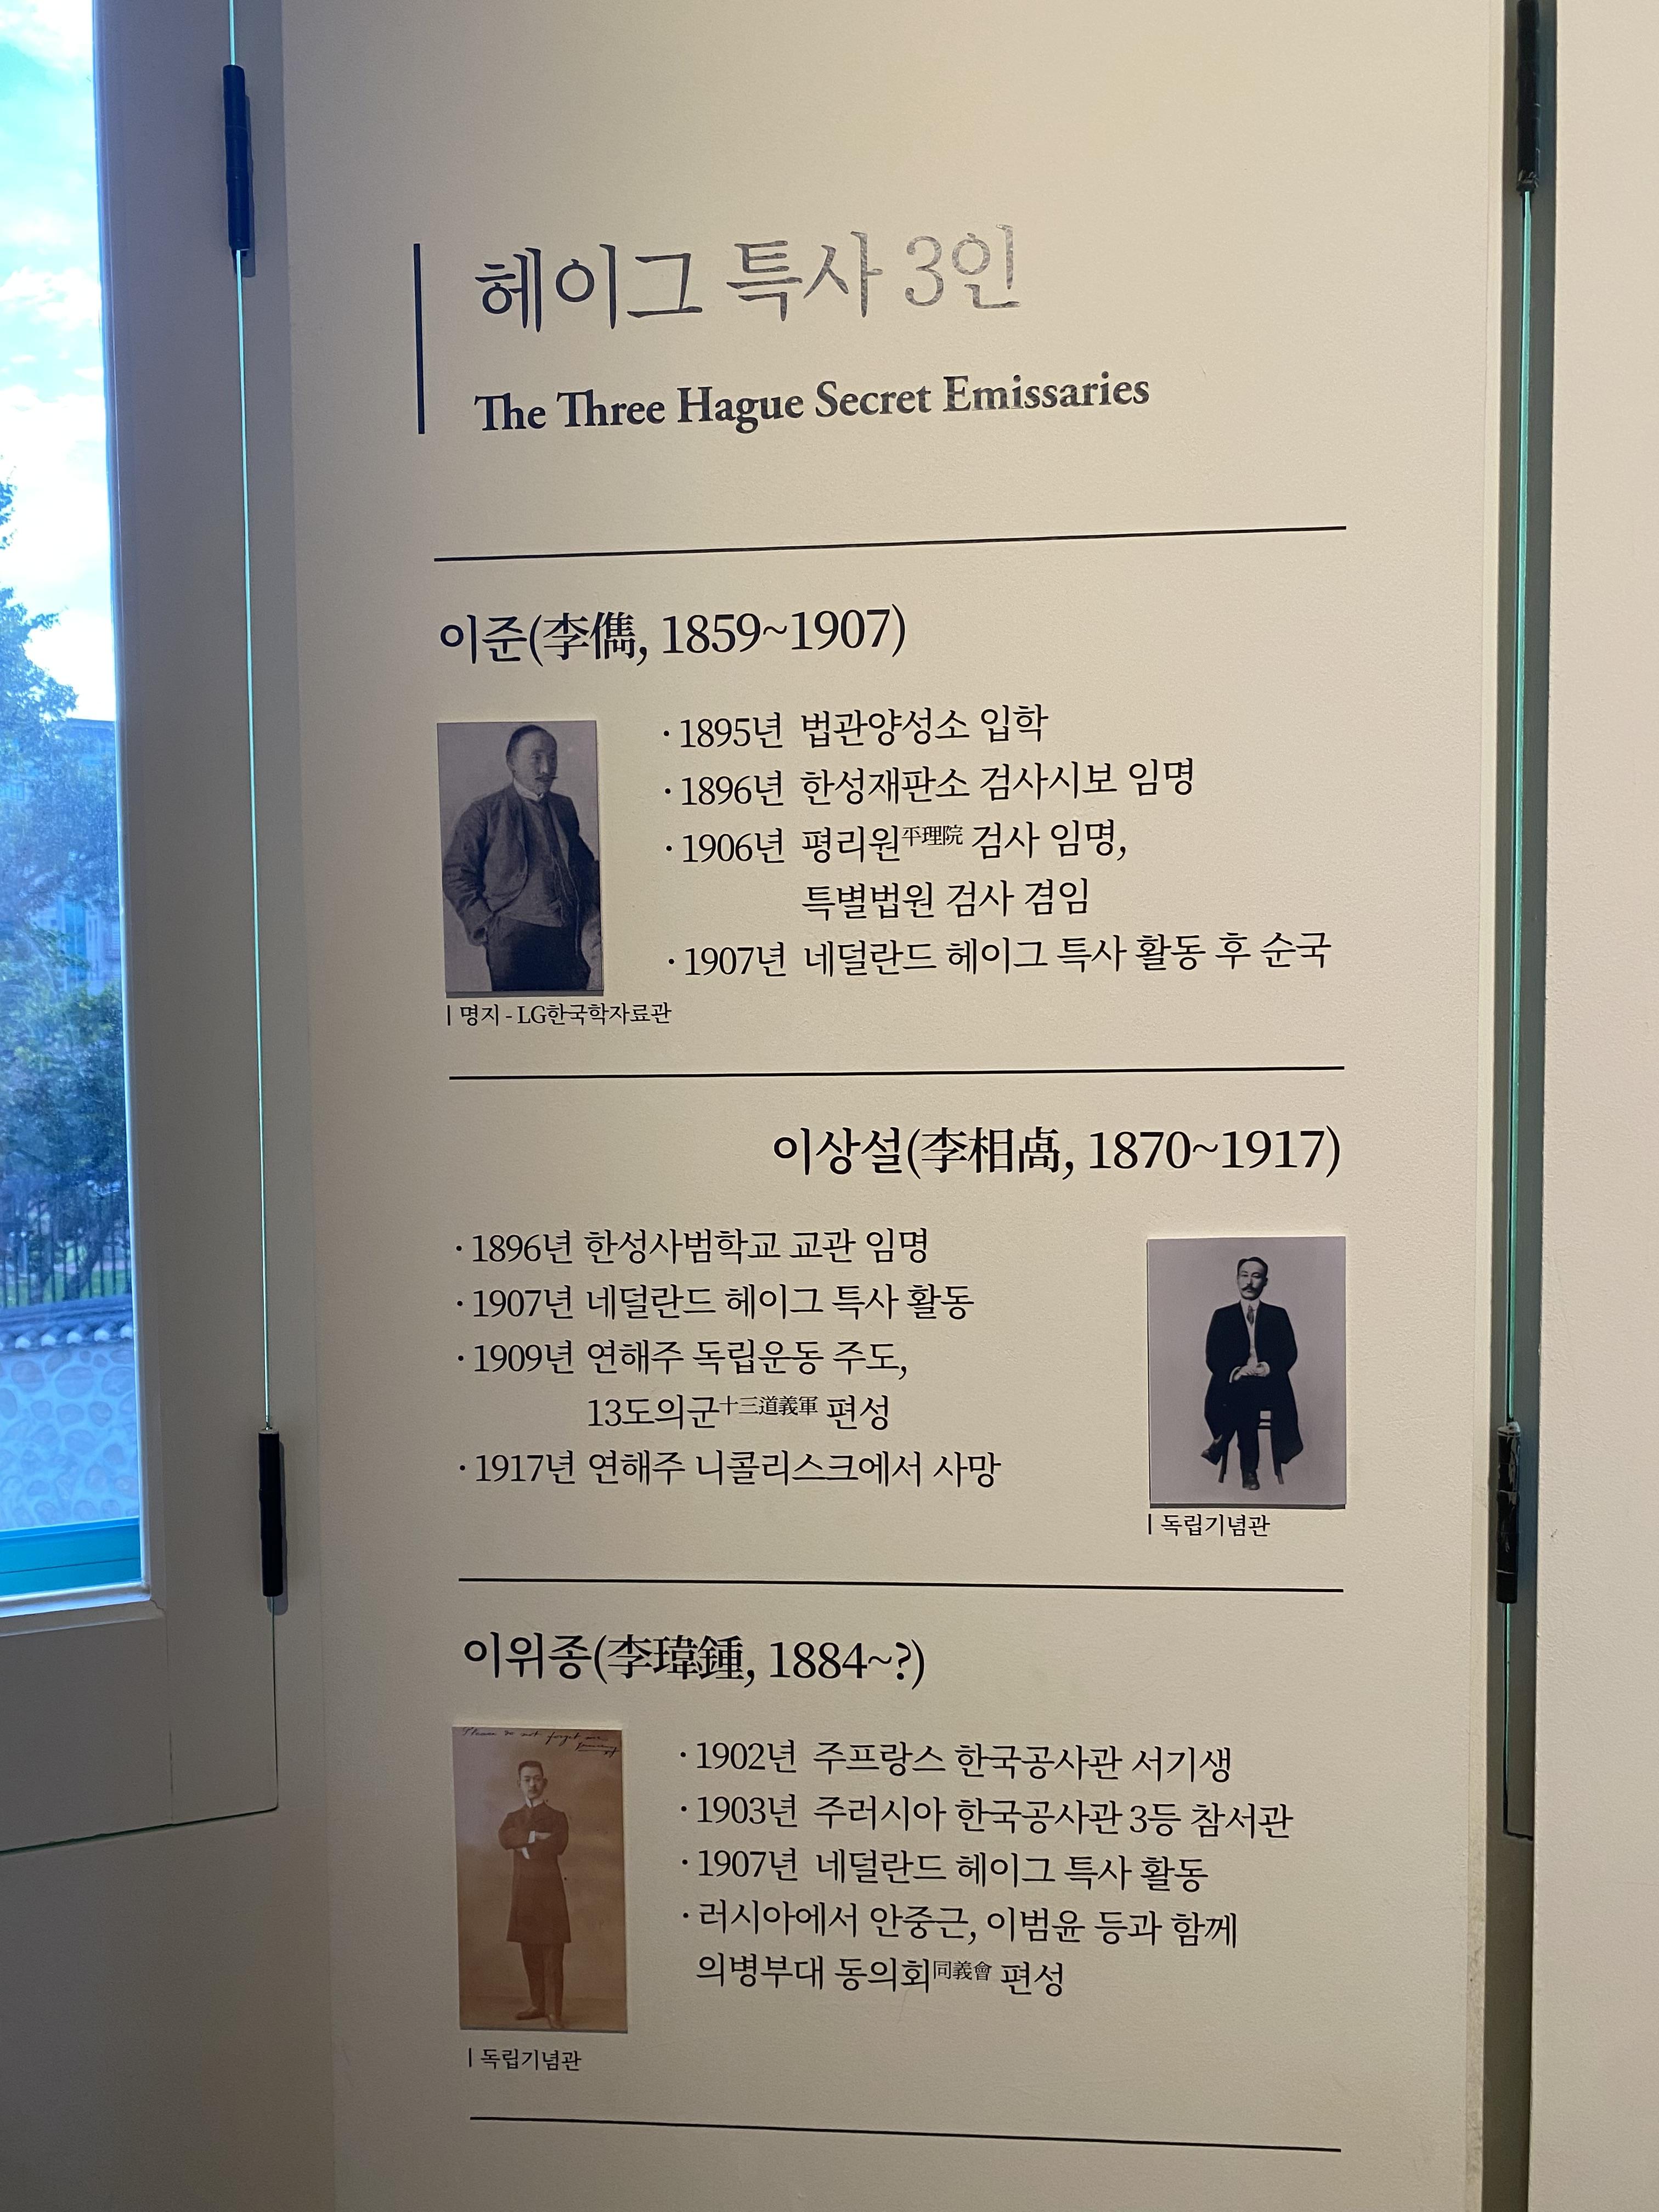 헤이그 특사 3인
The Three Hague Secret Emissaries
이준(李儁, 1859~1907)
· 1895년 법관양성소 입학
· 1896년 한성재판소 검사시보 임명
· 1906년 평리원平理院 검사 임명,
특별법원 검사 겸임
· 1907년 네덜란드 헤이그 특사 활동 후 순국
| 명지 - LG한국학자료관
이상설(李相卨, 1870~1917)
· 1896년 한성사범학교 교관 임명
· 1907년 네덜란드 헤이그 특사 활동
· 1909년 연해주 독립운동 주도,
13도의군十三道義軍 편성
· 1917년 연해주 니콜리스크에서 사망
| 독립기념관
이위종(李瑋鍾, 1884~?)
Please do not forget me
· 1902년 주프랑스 한국공사관 서기생
· 1903년 주러시아 한국공사관 3등 참서관
· 1907년 네덜란드 헤이그 특사 활동
· 러시아에서 안중근, 이범윤 등과 함께
의병부대 동의회同義會 편성
| 독립기념관